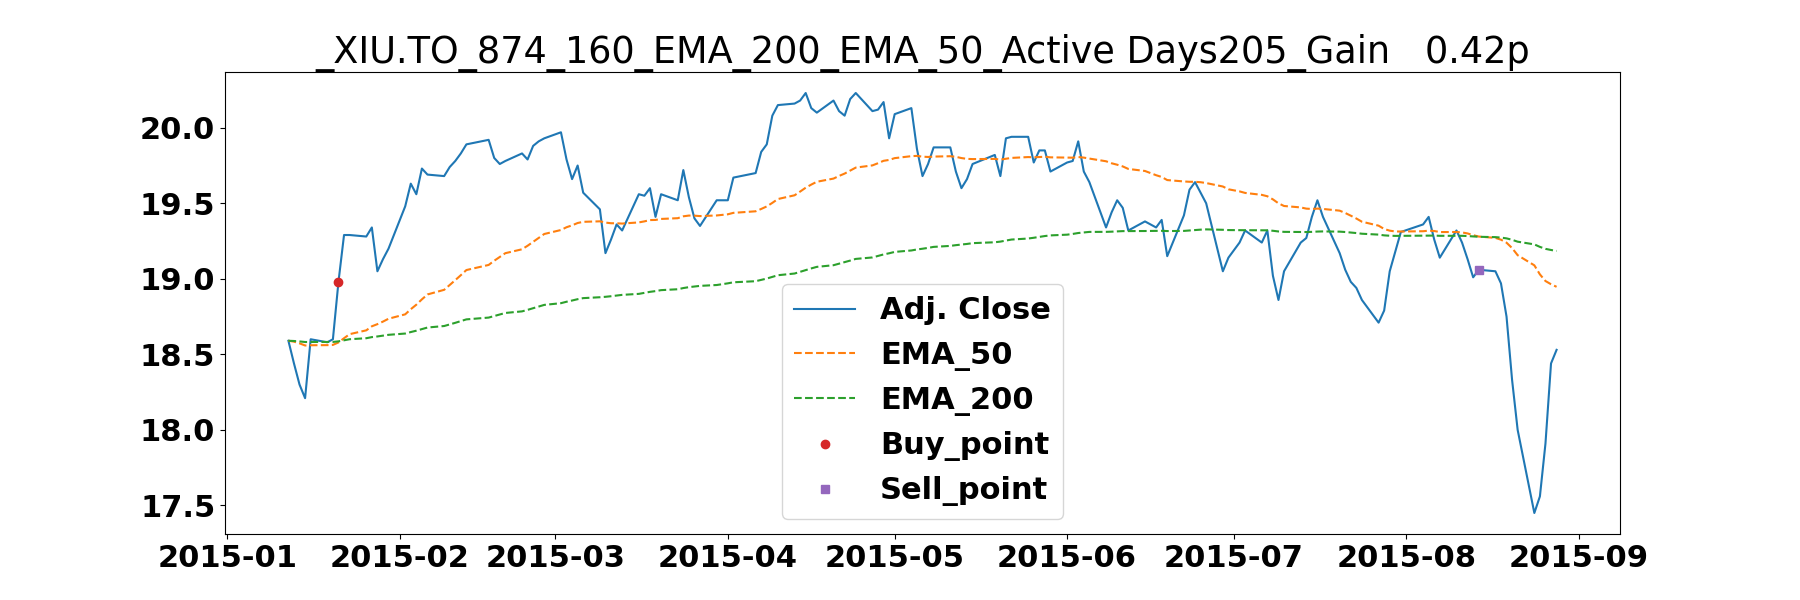 _XIU.TO_874_160_EMA_200_EMA_50_Active Days205_Gain   0.42p
20.0
19.5
19.0
18.5
18.0
17.5
Adj. Close
EMA_50
EMA_200
Buy_point
Sell_point
2015-01 2015-02 2015-03 2015-04 2015-05 2015-06 2015-07 2015-08 2015-09